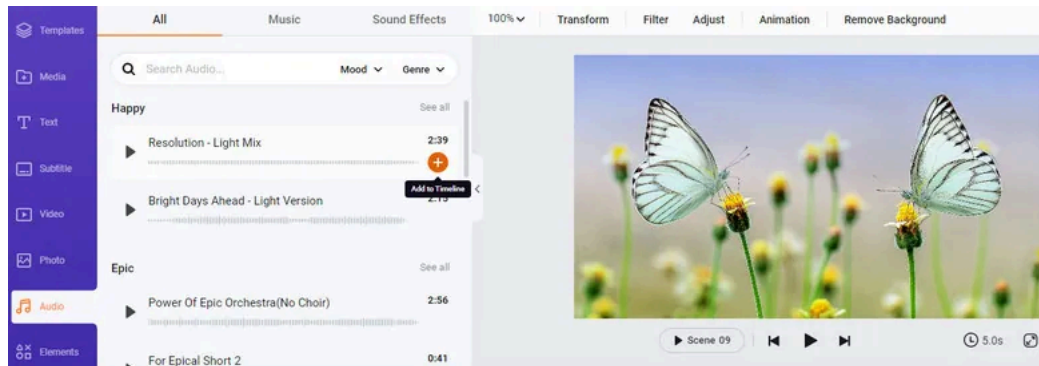 Templates
Media
Text
Subtitle
Video
Photo
Audio
Elements
All Music Sound Effects
Search Audio...
Mood
Genre
Happy See all
Resolution - Light Mix 2:39
Add to Timeline
Bright Days Ahead - Light Version 2:15
Epic See all
Power Of Epic Orchestra(No Choir) 2:56
For Epical Short 2 0:41
100% Transform Filter Adjust Animation Remove Background
Scene 09
5.0s